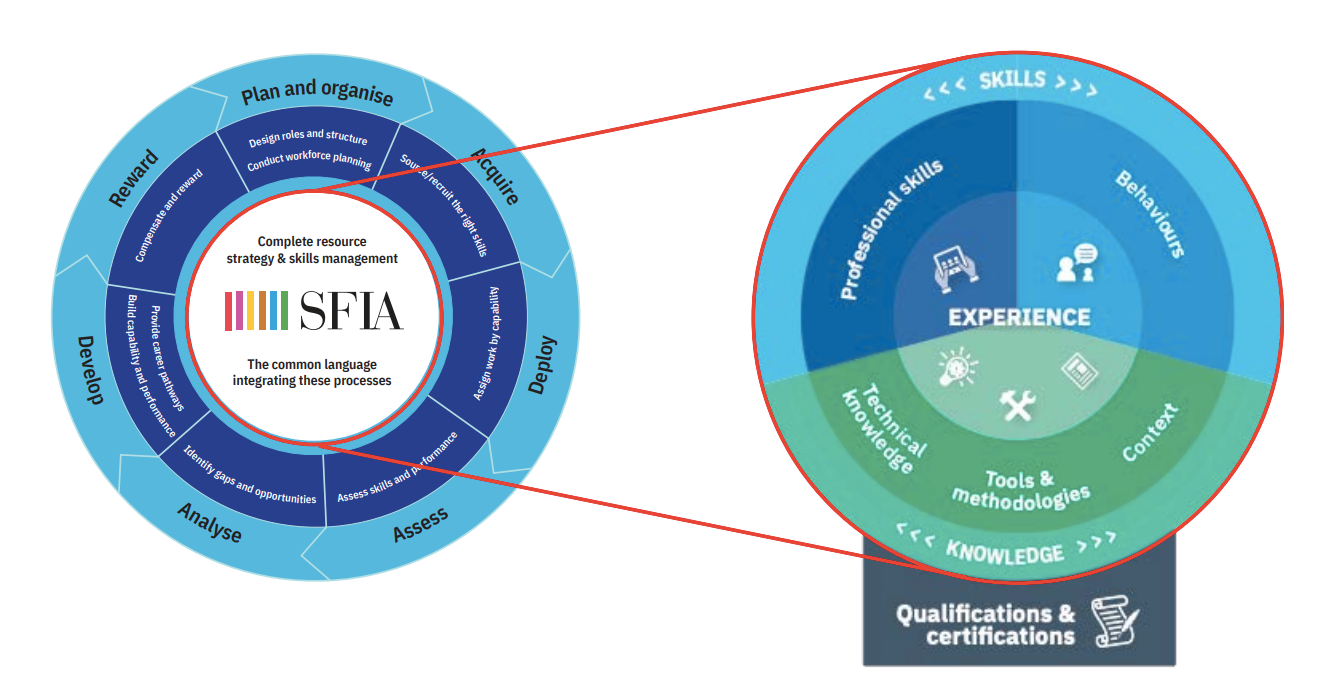 Plan and organise
Design roles and structure
Conduct workforce planning
Acquire
Source/recruit the right skills
Deploy
Assign work by capability
Assess
Assess skills and performance
Analyse
Identify gaps and opportunities
Develop
Provide career pathways
Build capability and performance
Reward
Compensate and reward
Complete resource
strategy & skills management
SFIA
The common language
integrating these processes
<<< SKILLS >>>
Professional skills
Behaviours
EXPERIENCE
Technical
knowledge
Tools &
methodologies
Context
<<< KNOWLEDGE >>>
Qualifications &
certifications